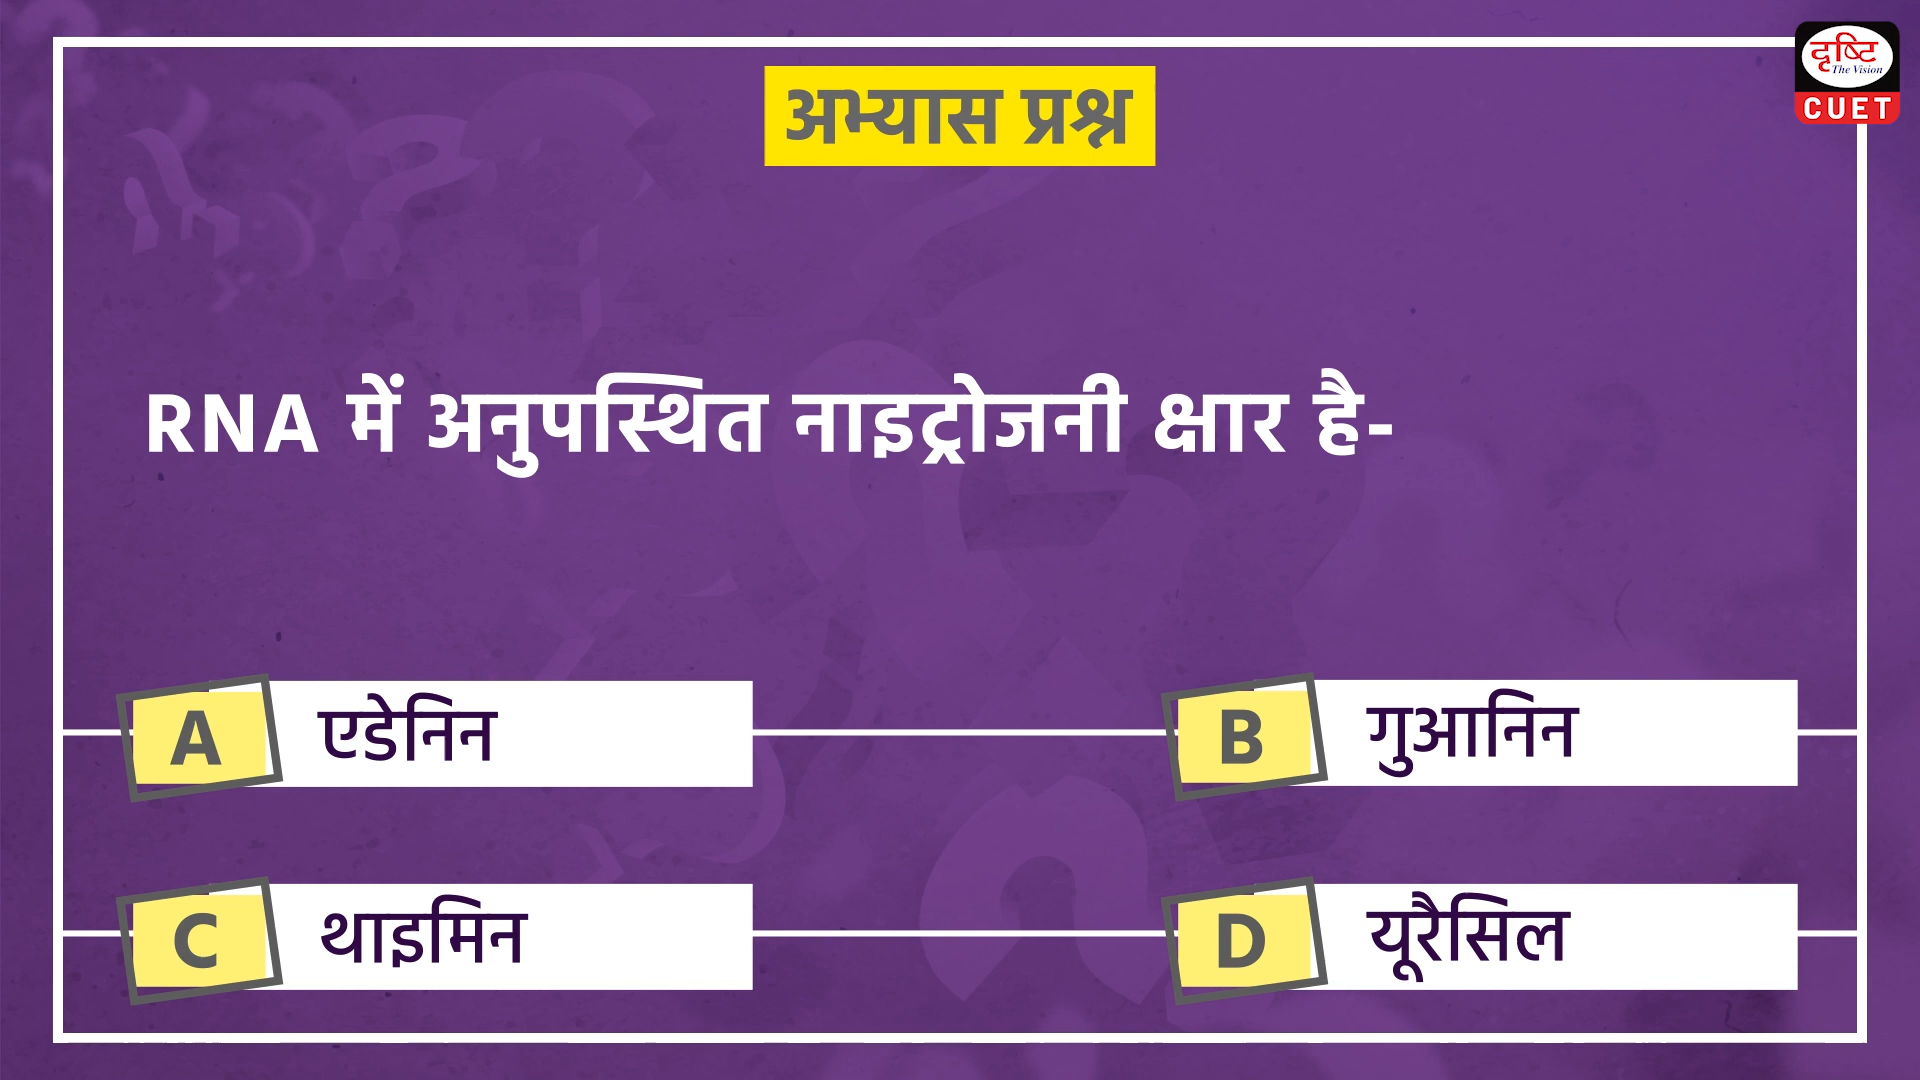 दृष्टि
The Vision
CUET
अभ्यास प्रश्न
RNA में अनुपस्थित नाइट्रोजनी क्षार है-
A एडेनिन
B गुआनिन
C थाइमिन
D यूरैसिल